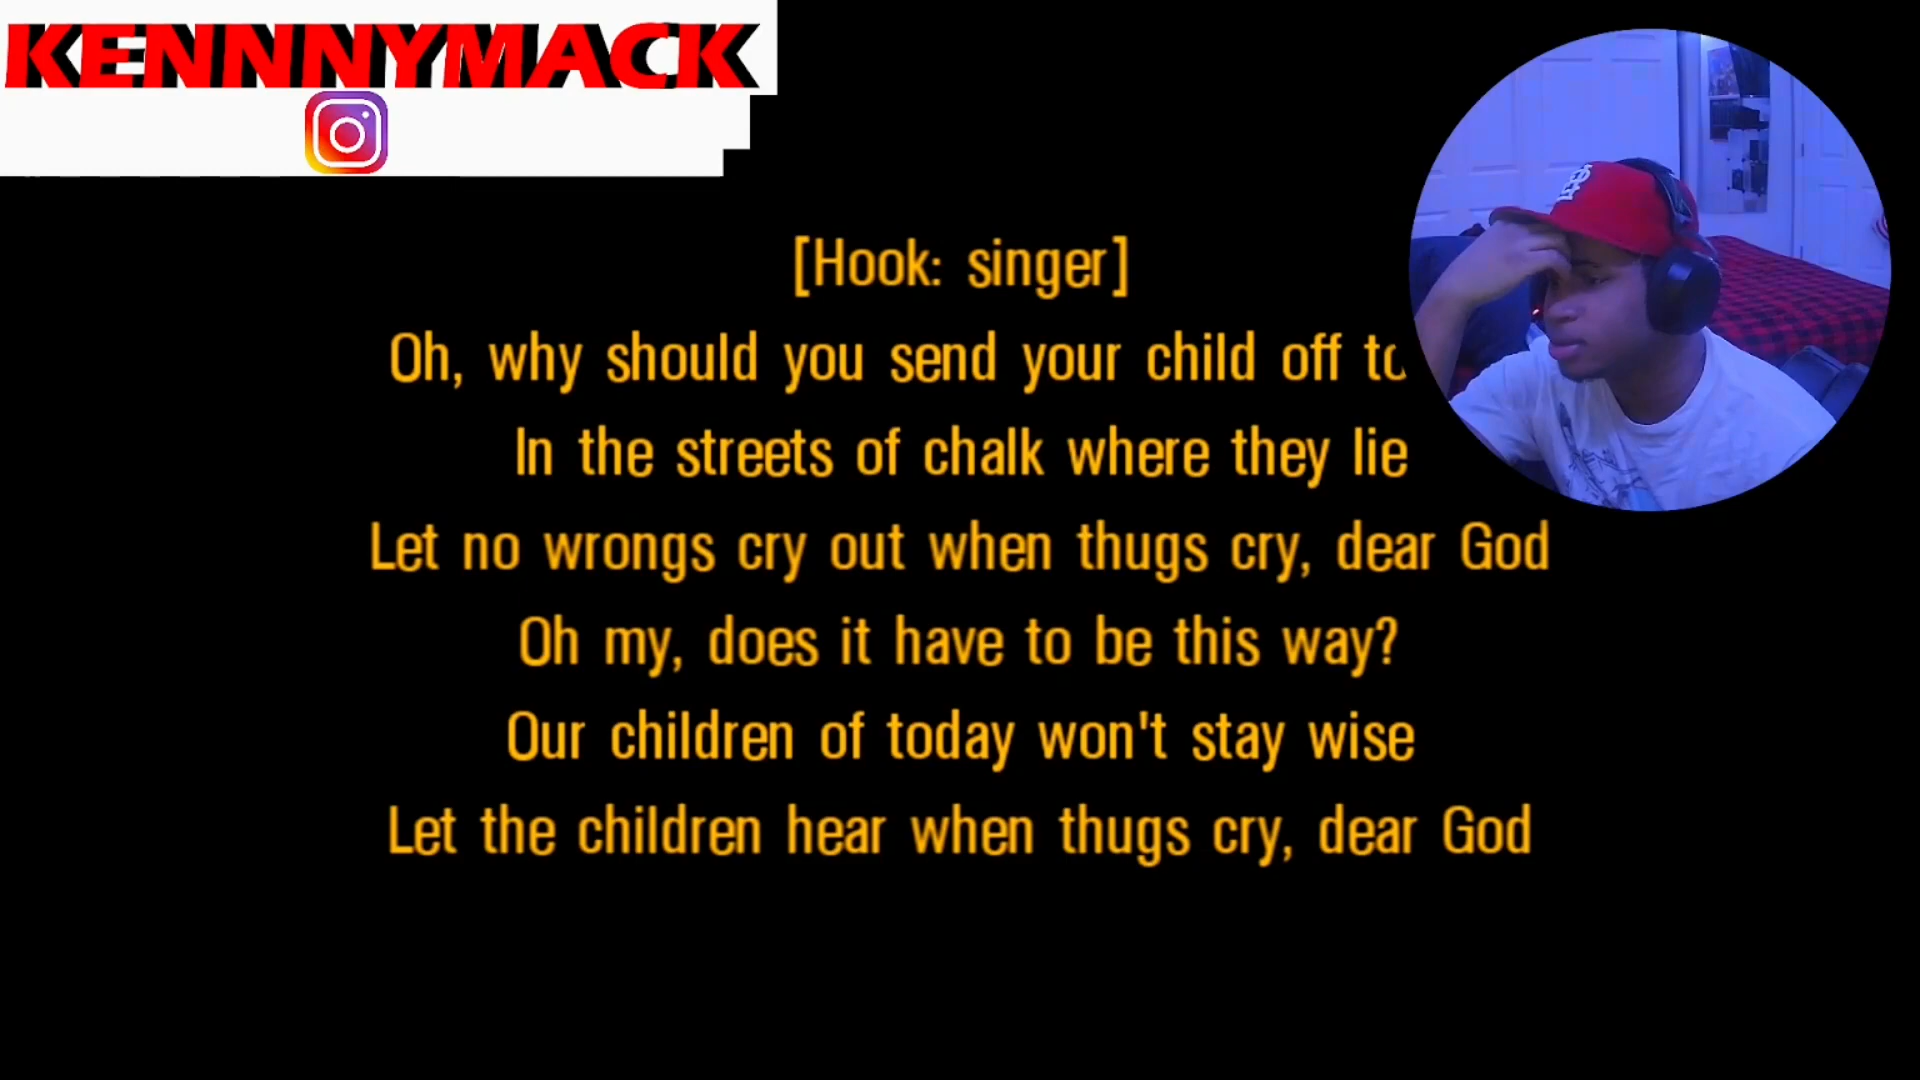 KENNNYMACK
[Hook: singer]
Oh, why should you send your child off to
In the streets of chalk where they lie
Let no wrongs cry out when thugs cry, dear God
Oh my, does it have to be this way?
Our children of today won't stay wise
Let the children hear when thugs cry, dear God